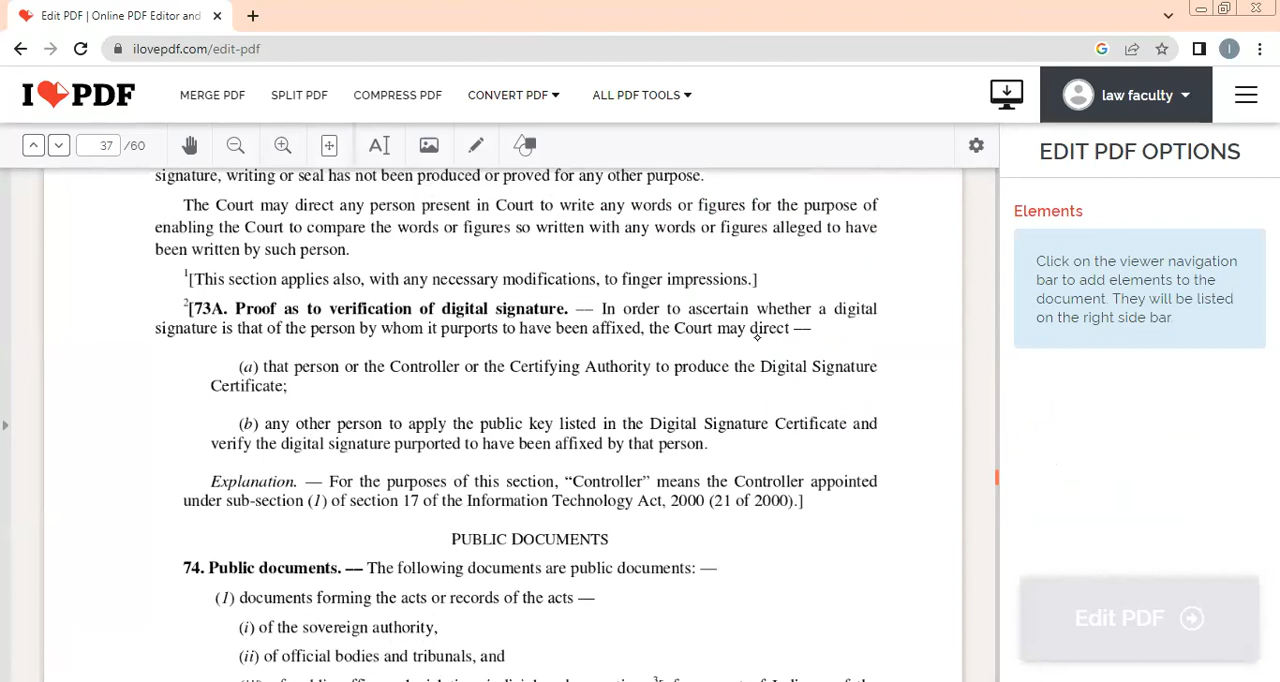 Edit PDF | Online PDF Editor and
ilovepdf.com/edit-pdf
I PDF
MERGE PDF SPLIT PDF COMPRESS PDF CONVERT PDF ALL PDF TOOLS law faculty
37 /60
EDIT PDF OPTIONS
signature, writing or seal has not been produced or proved for any other purpose.
The Court may direct any person present in Court to write any words or figures for the purpose of
enabling the Court to compare the words or figures so written with any words or figures alleged to have
been written by such person.
1[This section applies also, with any necessary modifications, to finger impressions.]
2[73A. Proof as to verification of digital signature. –– In order to ascertain whether a digital
signature is that of the person by whom it purports to have been affixed, the Court may direct ––
(a) that person or the Controller or the Certifying Authority to produce the Digital Signature
Certificate;
(b) any other person to apply the public key listed in the Digital Signature Certificate and
verify the digital signature purported to have been affixed by that person.
Explanation. — For the purposes of this section, “Controller” means the Controller appointed
under sub-section (1) of section 17 of the Information Technology Act, 2000 (21 of 2000).]
PUBLIC DOCUMENTS
74. Public documents. –– The following documents are public documents: —
(1) documents forming the acts or records of the acts —
(i) of the sovereign authority,
(ii) of official bodies and tribunals, and
Elements
Click on the viewer navigation
bar to add elements to the
document. They will be listed
on the right side bar.
Edit PDF